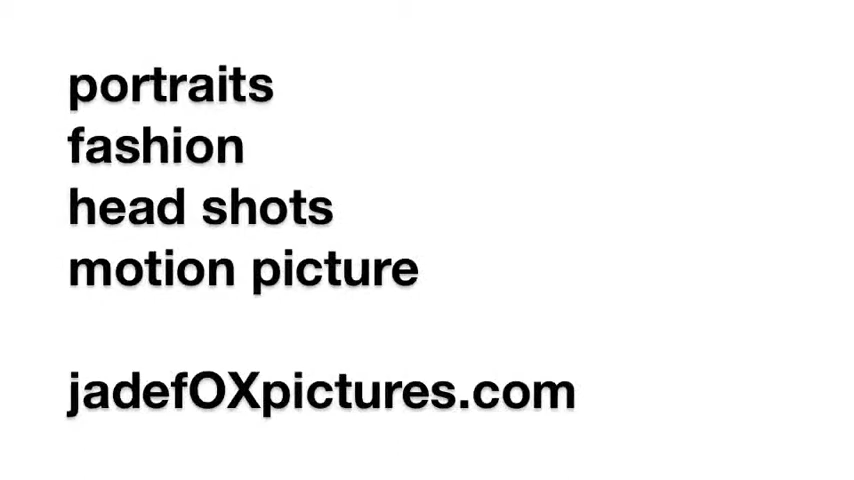 portraits
fashion
head shots
motion picture
jadefOXpictures.com